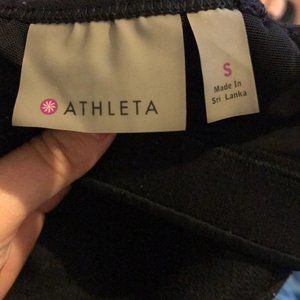 ATHLETA
S
Made In
Sri Lanka